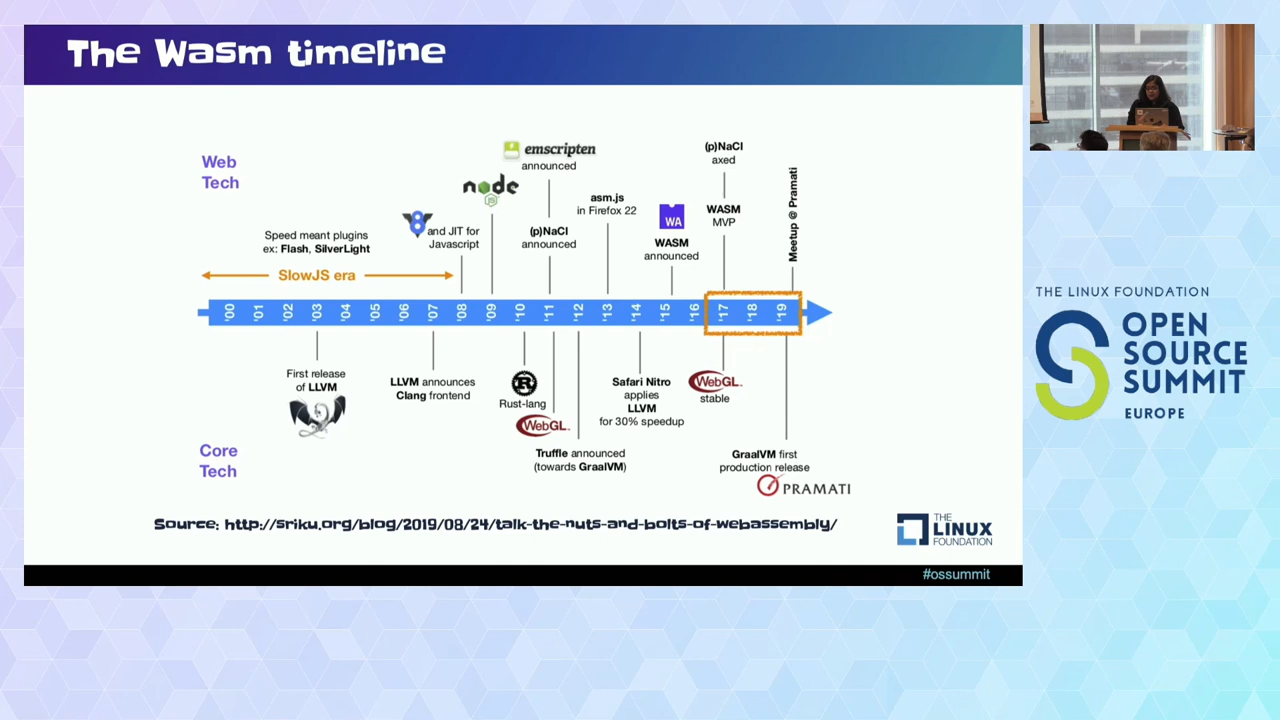 The Wasm timeline
Web
Tech
Speed meant plugins
ex: Flash, SilverLight
SlowJS era
8
and JIT for
Javascript
node
JS
emscripten
announced
(p)NaCl
announced
asm.js
in Firefox 22
WA
WASM
announced
(p)NaCl
axed
WASM
MVP
Meetup @ Pramati
'00
'01
'02
'03
'04
'05
'06
'07
'08
'09
'10
'11
'12
'13
'14
'15
'16
'17
'18
'19
First release
of LLVM
LLVM announces
Clang frontend
R
Rust-lang
WebGL
Truffle announced
(towards GraalVM)
Safari Nitro
applies
LLVM
for 30% speedup
WebGL
stable
GraalVM first
production release
PRAMATI
Core
Tech
Source: http://sriku.org/blog/2019/08/24/talk-the-nuts-and-bolts-of-webassembly/
THE
LINUX
FOUNDATION
#ossummit
THE LINUX FOUNDATION
OPEN
SOURCE
SUMMIT
EUROPE